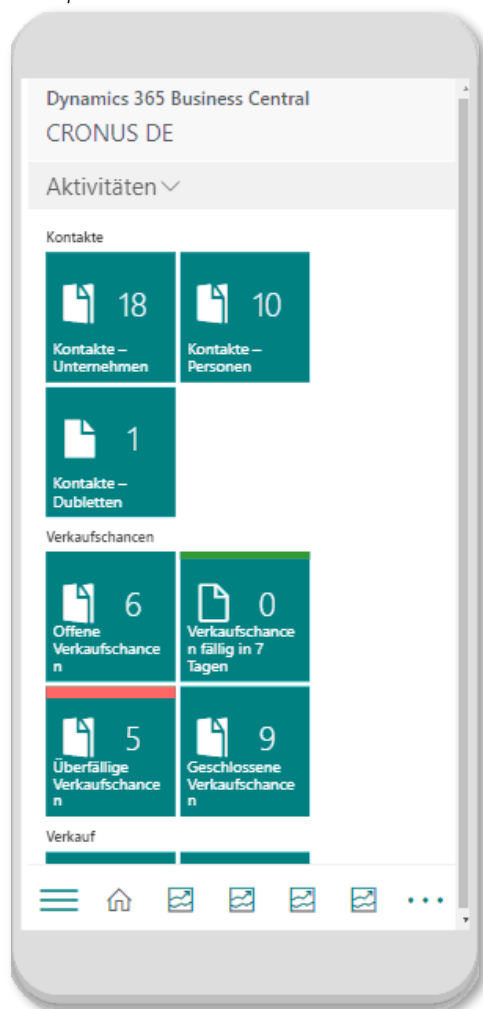 Dynamics 365 Business Central
CRONUS DE
Aktivitäten
Kontakte
18
Kontakte –
Unternehmen
10
Kontakte –
Personen
1
Kontakte –
Dubletten
Verkaufschancen
6
Offene
Verkaufschance
n
0
Verkaufschance
n fällig in 7
Tagen
5
Überfällige
Verkaufschance
n
9
Geschlossene
Verkaufschance
n
Verkauf